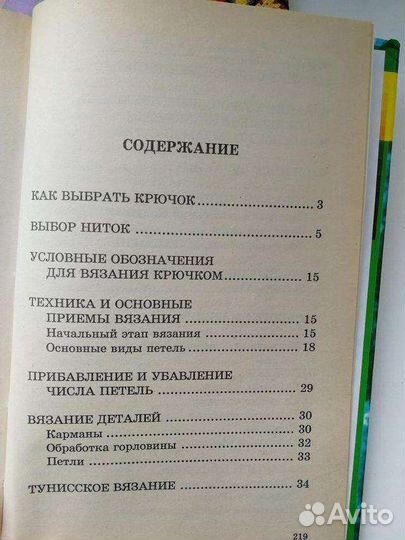 СОДЕРЖАНИЕ
КАК ВЫБРАТЬ КРЮЧОК........................ 3
ВЫБОР НИТОК ................................... 5
УСЛОВНЫЕ ОБОЗНАЧЕНИЯ
ДЛЯ ВЯЗАНИЯ КРЮЧКОМ............... 15
ТЕХНИКА И ОСНОВНЫЕ
ПРИЕМЫ ВЯЗАНИЯ ...................... 15
Начальный этап вязания ................ 15
Основные виды петель .................... 18
ПРИБАВЛЕНИЕ И УБАВЛЕНИЕ
ЧИСЛА ПЕТЕЛЬ ........................... 29
ВЯЗАНИЕ ДЕТАЛЕЙ ........................... 30
Карманы ....................................... 30
Обработка горловины .................... 32
Петли ........................................... 33
ТУНИССКОЕ ВЯЗАНИЕ ....................... 34
219
Avito